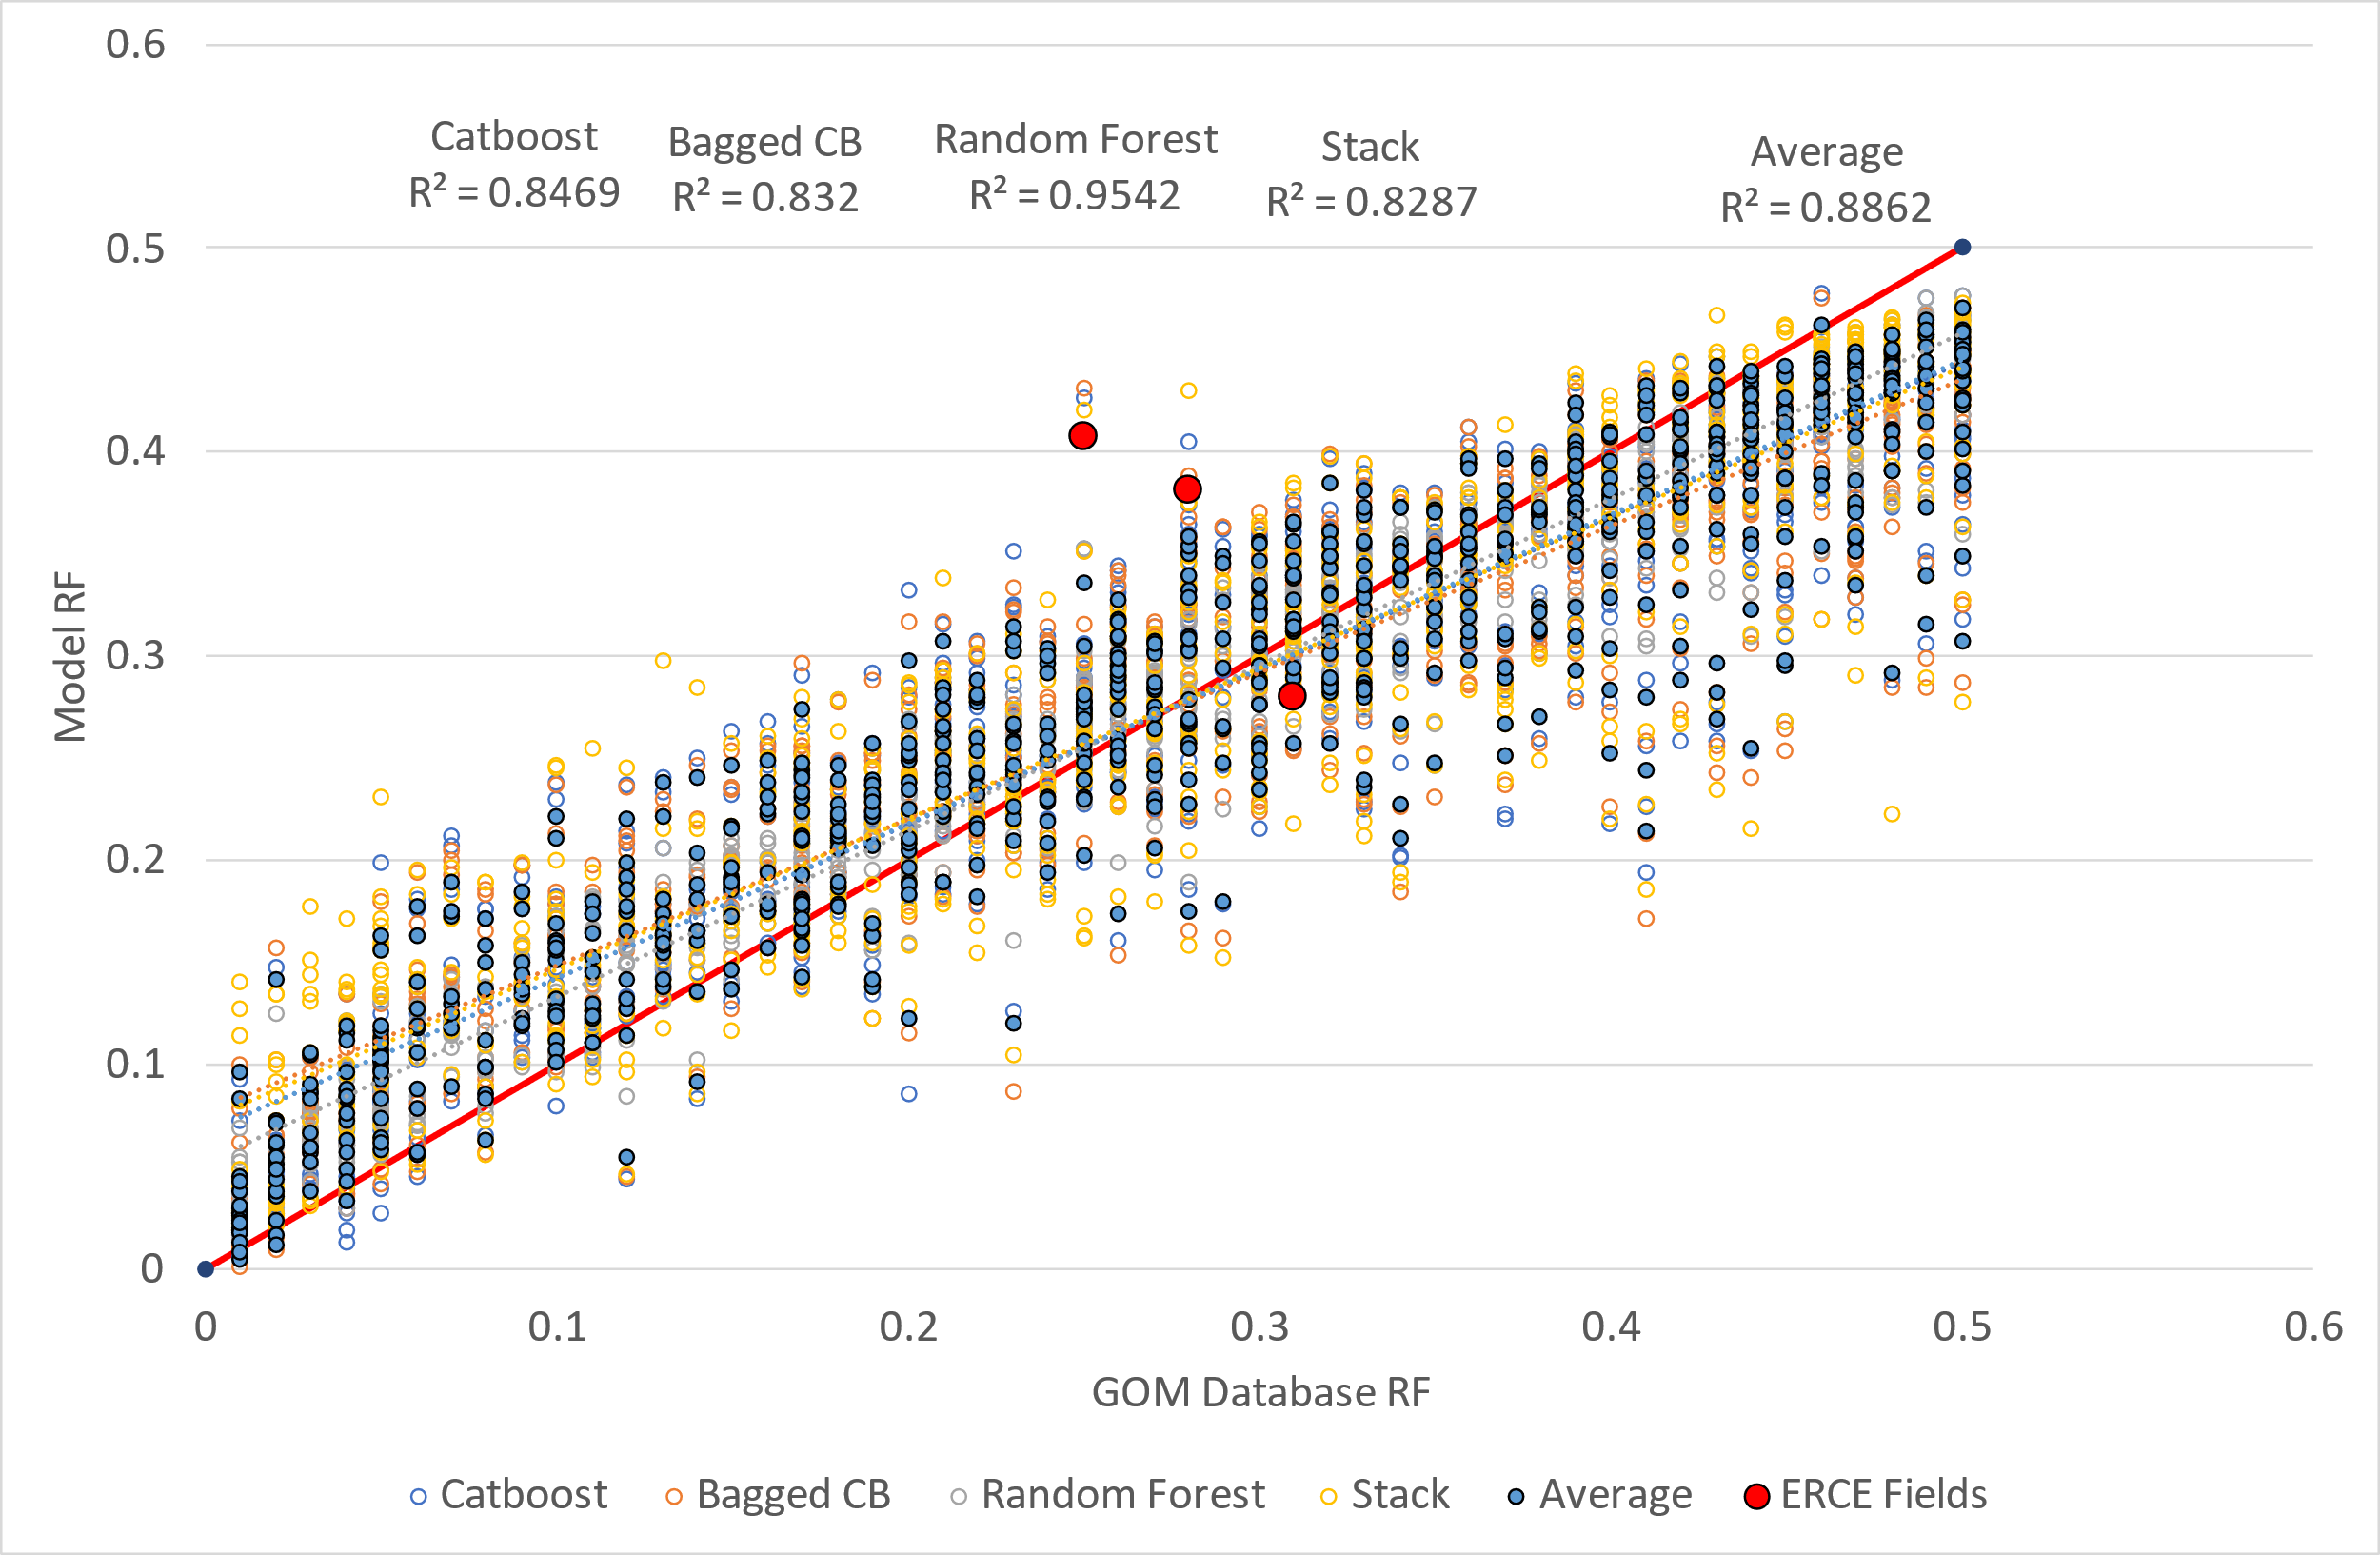 0.6
Catboost
R² = 0.8469
Bagged CB
R² = 0.832
Random Forest
R² = 0.9542
Stack
R² = 0.8287
Average
R² = 0.8862
0.5
0.4
0.3
0.2
0.1
0
Model RF
0
0.1
0.2
0.3
0.4
0.5
0.6
GOM Database RF
Catboost
Bagged CB
Random Forest
Stack
Average
ERCE Fields